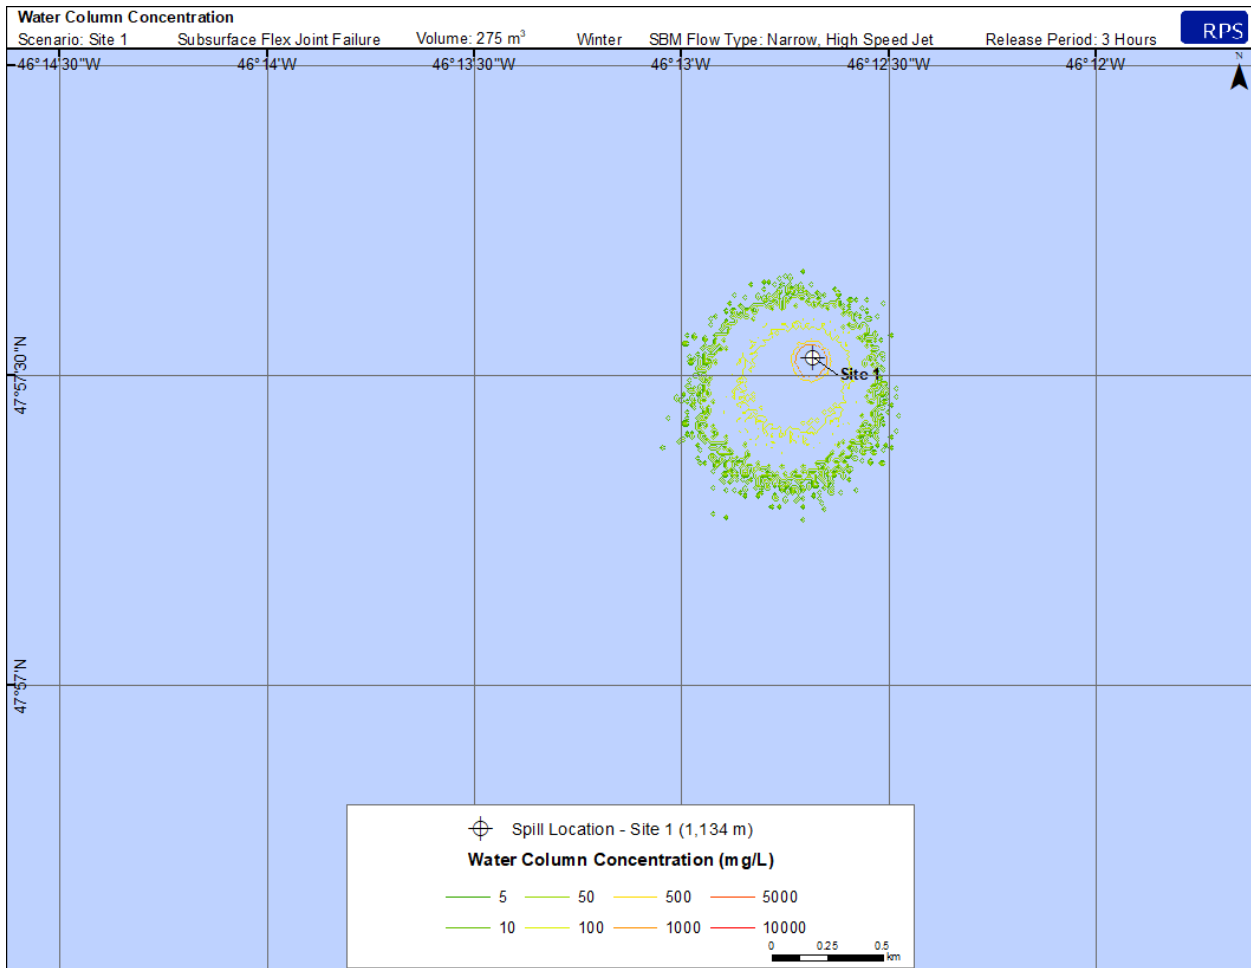 Water Column Concentration
Scenario: Site 1 Subsurface Flex Joint Failure Volume: 275 m³ Winter SBM Flow Type: Narrow, High Speed Jet Release Period: 3 Hours
RPS
46°14'30"W 46°14'W 46°13'30"W 46°13'W 46°12'30"W 46°12'W
N
47°57'30"N
Site 1
47°57'N
Spill Location - Site 1 (1,134 m)
Water Column Concentration (mg/L)
5 50 500 5000
10 100 1000 10000
0 0.25 0.5
km